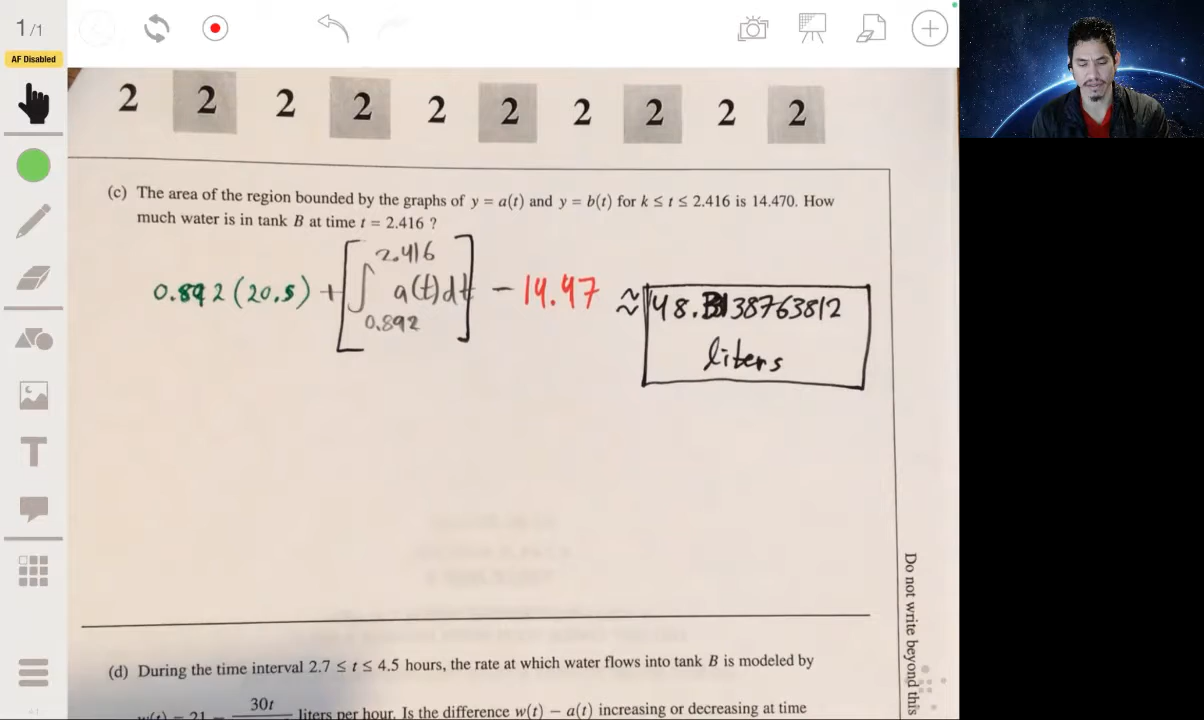 1/1
AF Disabled
2 2 2 2 2 2 2 2 2 2
(c) The area of the region bounded by the graphs of y = a(t) and y = b(t) for k ≤ t ≤ 2.416 is 14.470. How
much water is in tank B at time t = 2.416 ?
0.892 (20.5) + [ ∫ 2.416 0.892 a(t)dt ] - 14.47 ≈ 48.3138763812
liters
(d) During the time interval 2.7 ≤ t ≤ 4.5 hours, the rate at which water flows into tank B is modeled by
w(t) = 21 - 30t liters per hour. Is the difference w(t) − a(t) increasing or decreasing at time
Do not write beyond this
T